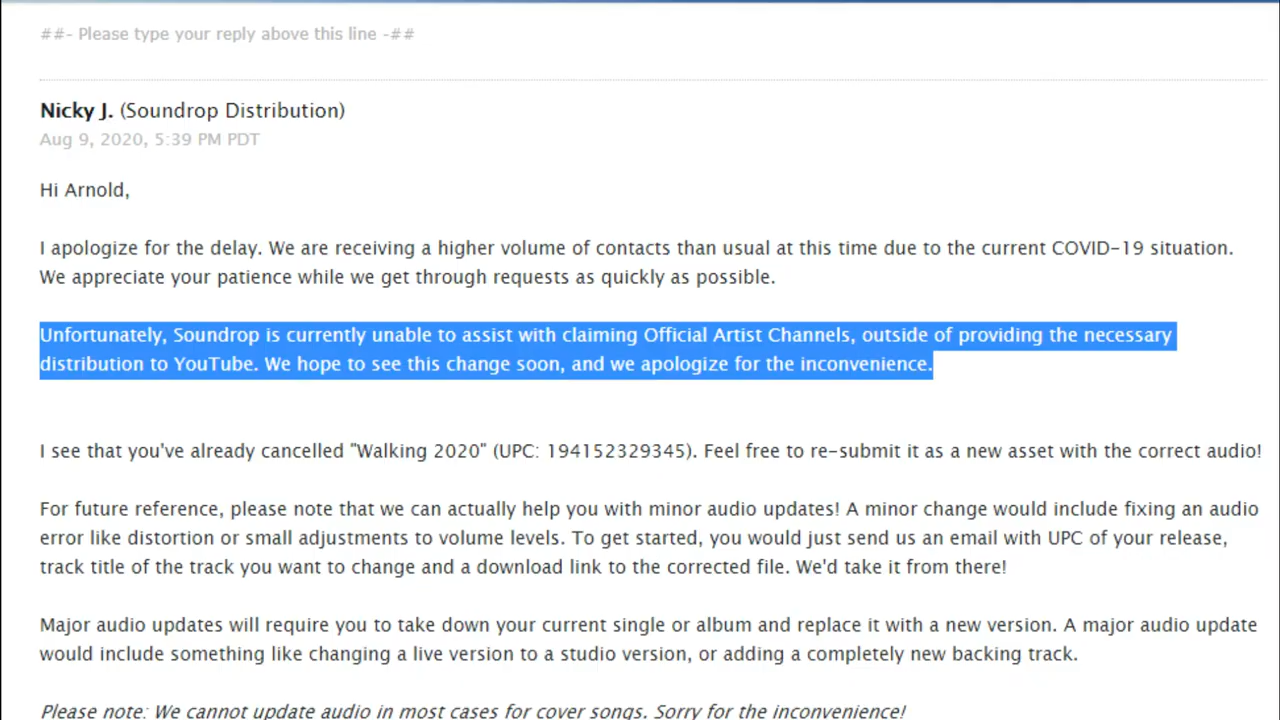 ##- Please type your reply above this line -##
Nicky J. (Soundrop Distribution)
Aug 9, 2020, 5:39 PM PDT
Hi Arnold,
I apologize for the delay. We are receiving a higher volume of contacts than usual at this time due to the current COVID-19 situation.
We appreciate your patience while we get through requests as quickly as possible.
Unfortunately, Soundrop is currently unable to assist with claiming Official Artist Channels, outside of providing the necessary
distribution to YouTube. We hope to see this change soon, and we apologize for the inconvenience.
I see that you've already cancelled "Walking 2020" (UPC: 194152329345). Feel free to re-submit it as a new asset with the correct audio!
For future reference, please note that we can actually help you with minor audio updates! A minor change would include fixing an audio
error like distortion or small adjustments to volume levels. To get started, you would just send us an email with UPC of your release,
track title of the track you want to change and a download link to the corrected file. We'd take it from there!
Major audio updates will require you to take down your current single or album and replace it with a new version. A major audio update
would include something like changing a live version to a studio version, or adding a completely new backing track.
Please note: We cannot update audio in most cases for cover songs. Sorry for the inconvenience!